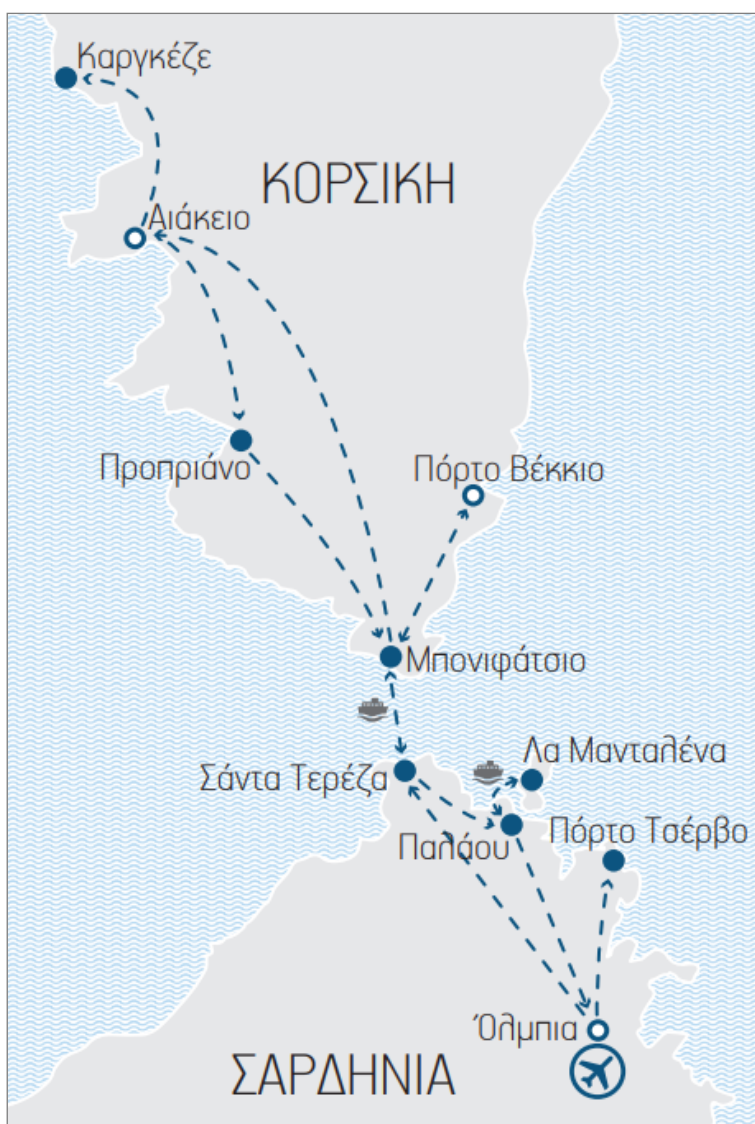 Καργκέζε
ΚΟΡΣΙΚΗ
Αιάκειο
Προπριάνο
Πόρτο Βέκκιο
Μπονιφάτσιο
Λα Μανταλένα
Σάντα Τερέζα
Πόρτο Τσέρβο
Παλάου
Όλμπια
ΣΑΡΔΗΝΙΑ